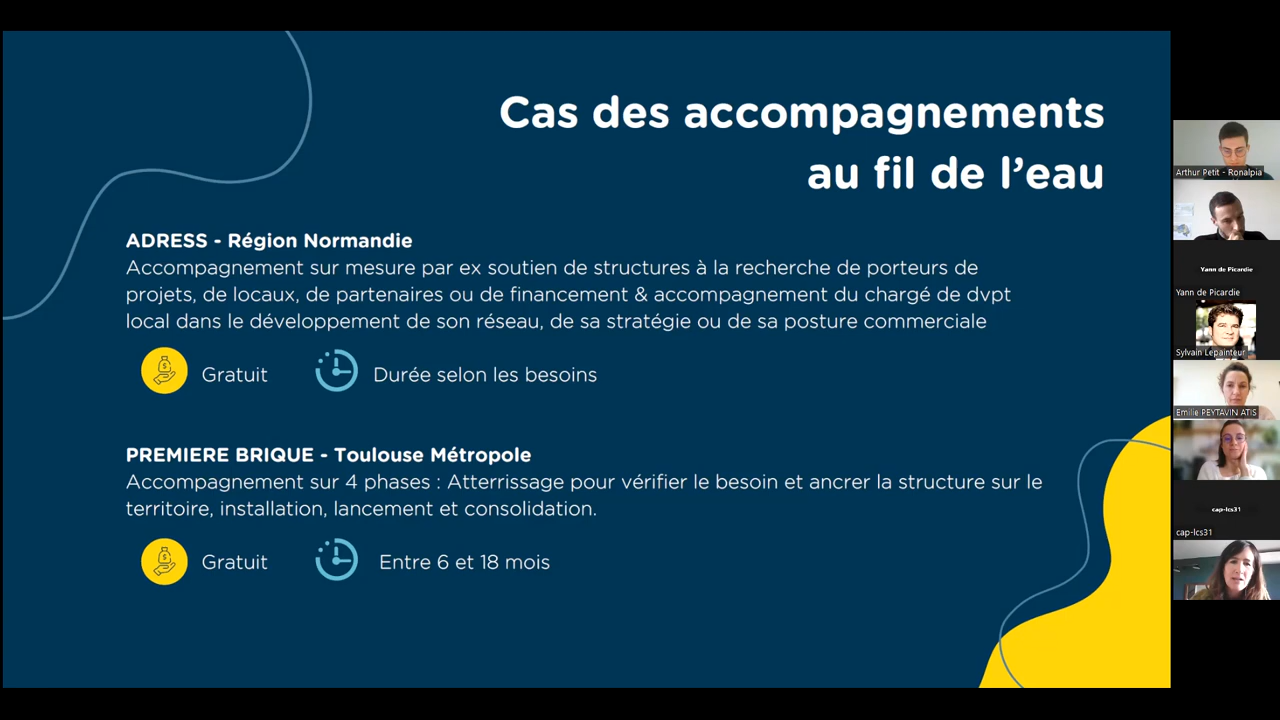 Cas des accompagnements
au fil de l’eau
ADRESS - Région Normandie
Accompagnement sur mesure par ex soutien de structures à la recherche de porteurs de
projets, de locaux, de partenaires ou de financement & accompagnement du chargé de dvpt
local dans le développement de son réseau, de sa stratégie ou de sa posture commerciale
Gratuit
Durée selon les besoins
PREMIERE BRIQUE - Toulouse Métropole
Accompagnement sur 4 phases : Atterrissage pour vérifier le besoin et ancrer la structure sur le
territoire, installation, lancement et consolidation.
Gratuit
Entre 6 et 18 mois
Arthur Petit - Ronalpia
Yann de Picardie
Yann de Picardie
Sylvain Lepainteur
Emilie PEYTAVIN ATIS
cap-lcs31
cap-lcs31